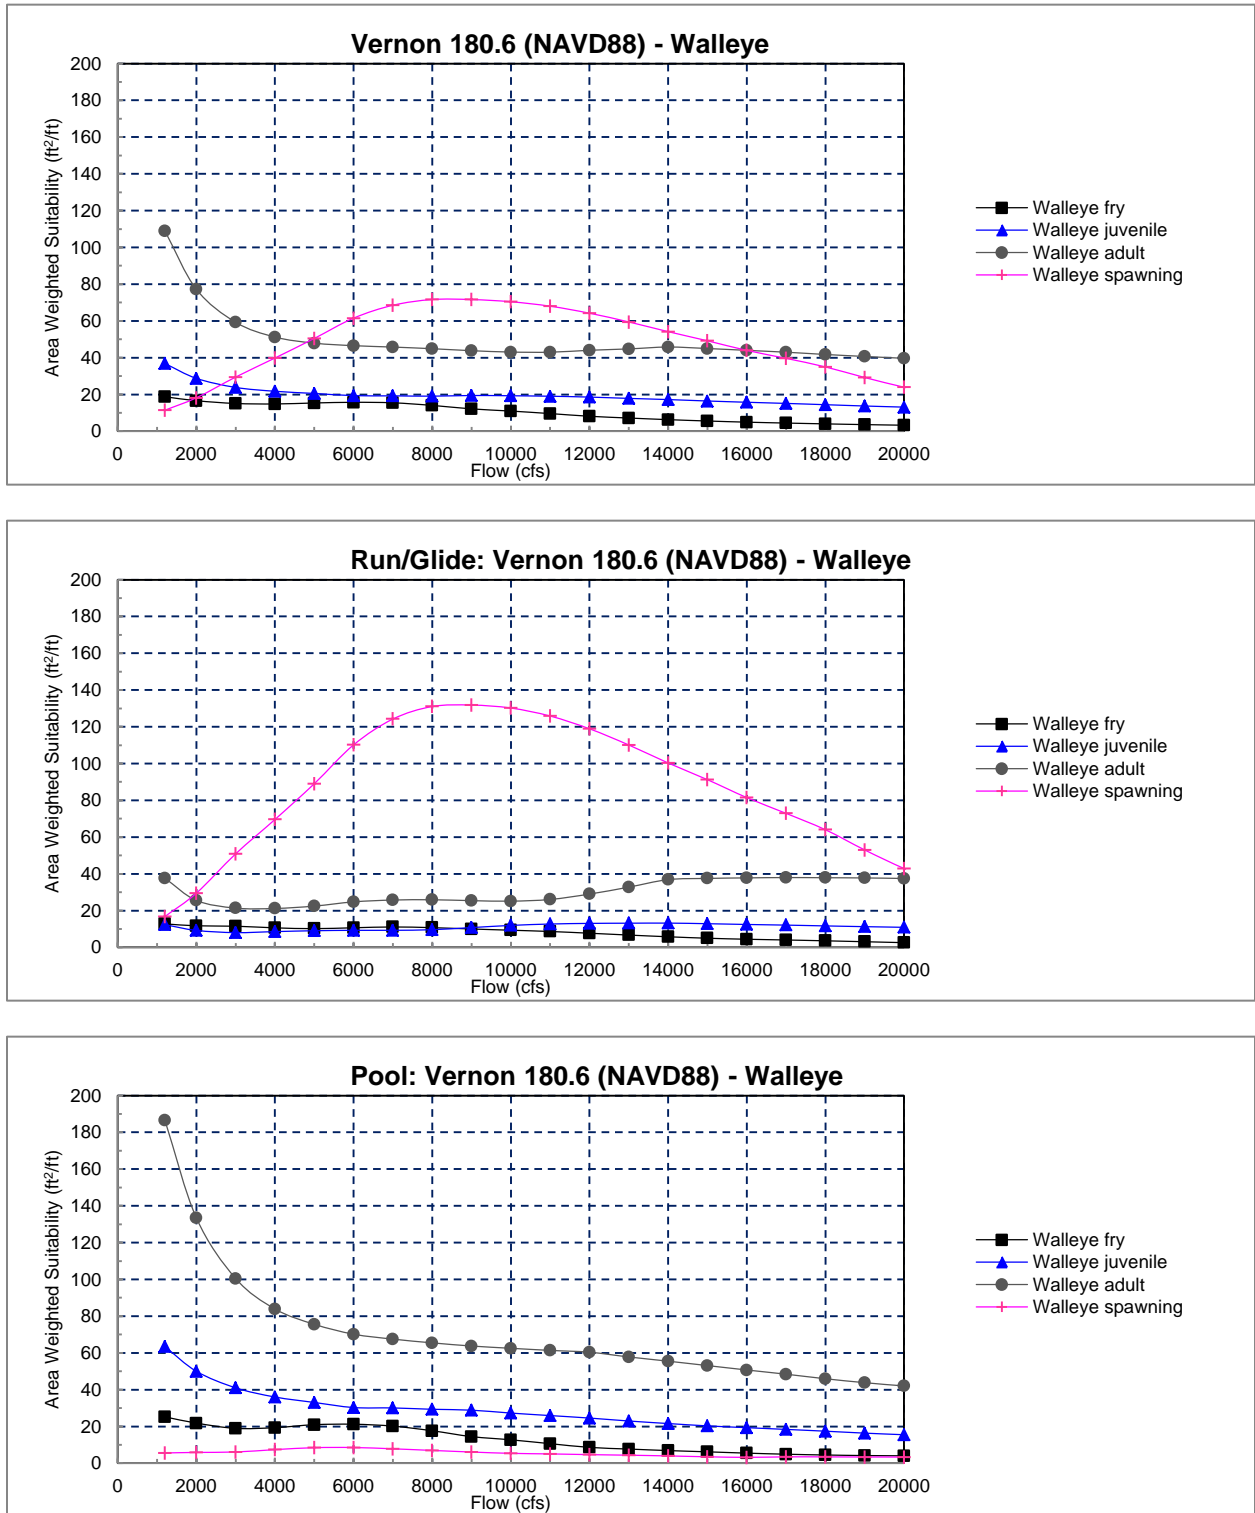 Vernon 180.6 (NAVD88) - Walleye
200
180
160
140
120
100
80
60
40
20
0
Area Weighted Suitability (ft²/ft)
0 2000 4000 6000 8000 10000 12000 14000 16000 18000 20000
Flow (cfs)
Walleye fry
Walleye juvenile
Walleye adult
Walleye spawning
Run/Glide: Vernon 180.6 (NAVD88) - Walleye
200
180
160
140
120
100
80
60
40
20
0
Area Weighted Suitability (ft²/ft)
0 2000 4000 6000 8000 10000 12000 14000 16000 18000 20000
Flow (cfs)
Walleye fry
Walleye juvenile
Walleye adult
Walleye spawning
Pool: Vernon 180.6 (NAVD88) - Walleye
200
180
160
140
120
100
80
60
40
20
0
Area Weighted Suitability (ft²/ft)
0 2000 4000 6000 8000 10000 12000 14000 16000 18000 20000
Flow (cfs)
Walleye fry
Walleye juvenile
Walleye adult
Walleye spawning